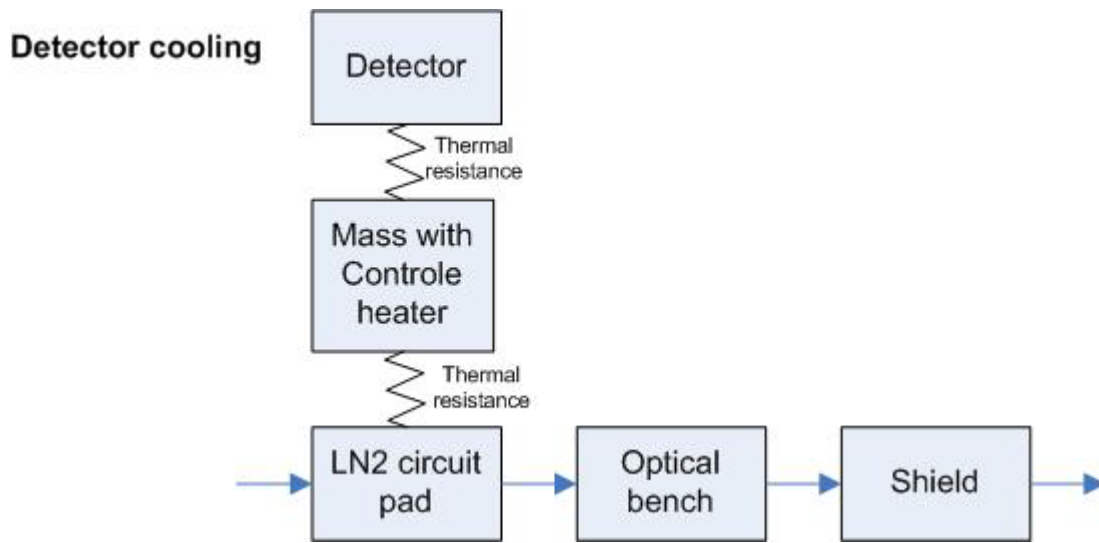 Detector cooling
Detector
Thermal
resistance
Mass with
Controle
heater
Thermal
resistance
LN2 circuit
pad
Optical
bench
Shield